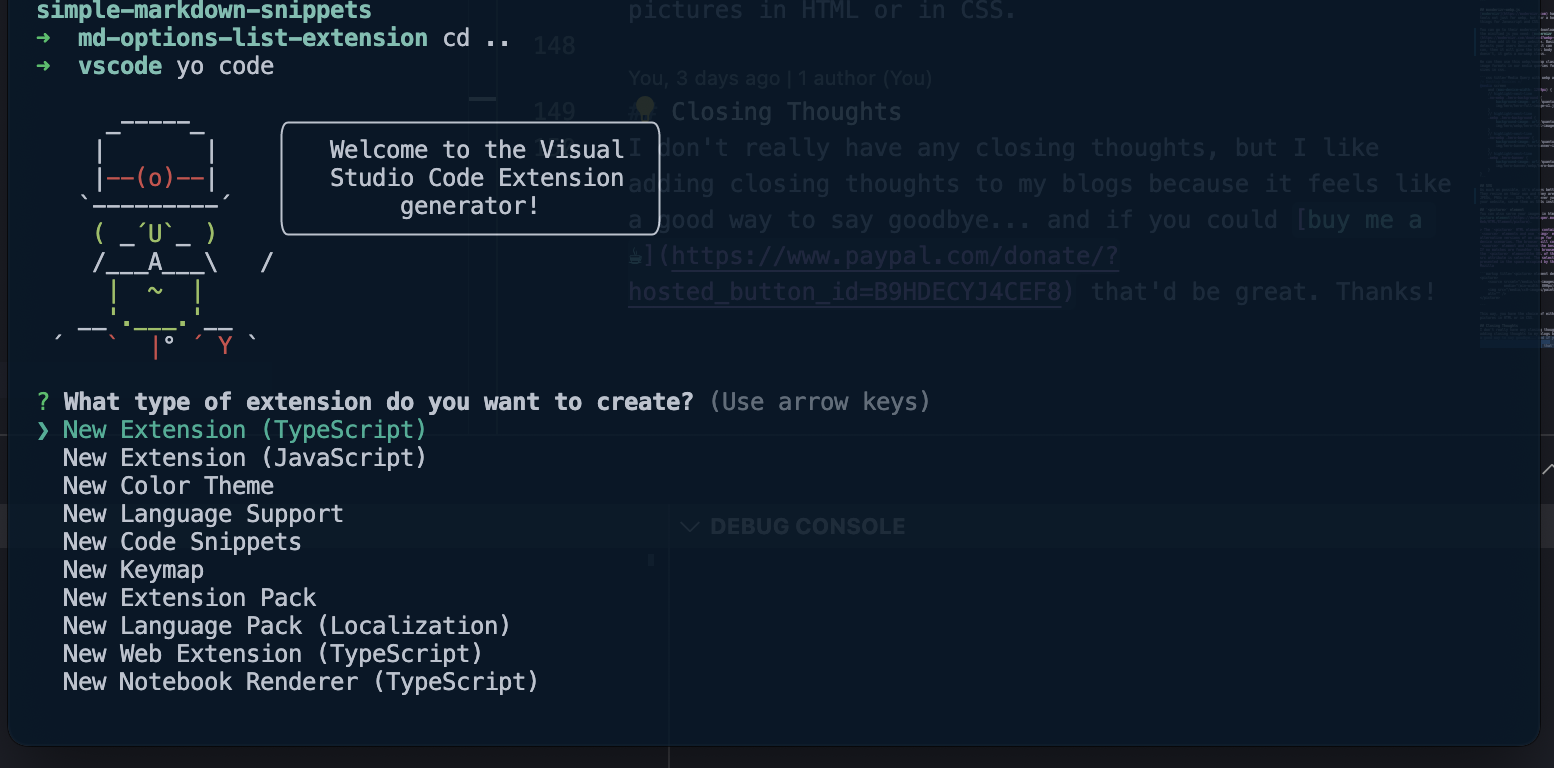 simple-markdown-snippets
➜  md-options-list-extension cd ..
➜  vscode yo code
Welcome to the Visual
Studio Code Extension
generator!
? What type of extension do you want to create? (Use arrow keys)
❯ New Extension (TypeScript)
New Extension (JavaScript)
New Color Theme
New Language Support
New Code Snippets
New Keymap
New Extension Pack
New Language Pack (Localization)
New Web Extension (TypeScript)
New Notebook Renderer (TypeScript)
pictures in HTML or in CSS.
148
You, 3 days ago | 1 author (You)
149
Closing Thoughts
I don't really have any closing thoughts, but I like
adding closing thoughts to my blogs because it feels like
a good way to say goodbye... and if you could [buy me a
☕](https://www.paypal.com/donate/?
hosted_button_id=B9HDECYJ4CEF8) that'd be great. Thanks!
DEBUG CONSOLE